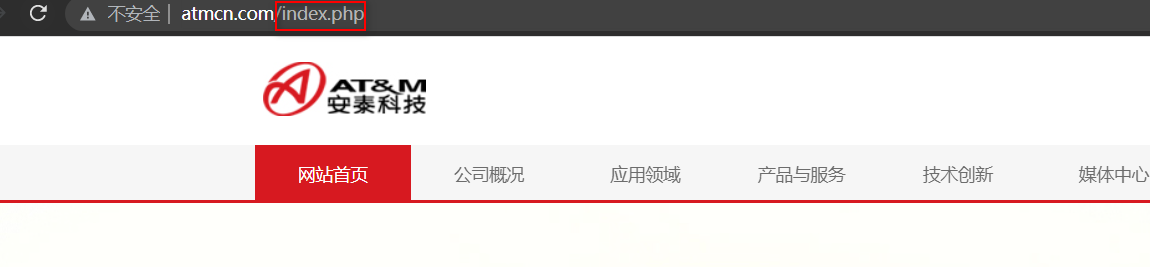 不安全 | atmcn.com/index.php
AT&M
安泰科技
网站首页 公司概况 应用领域 产品与服务 技术创新 媒体中心